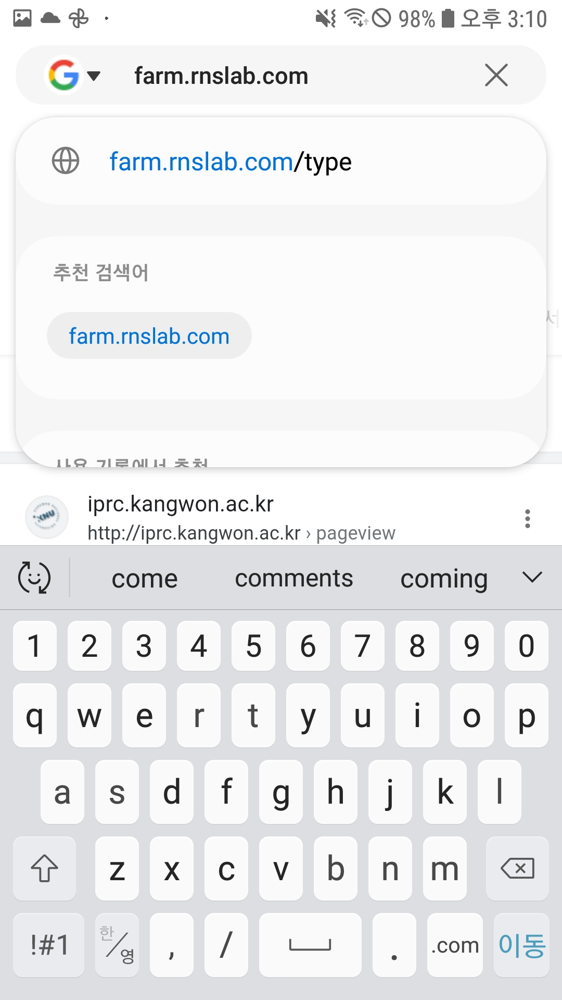 98% 오후 3:10
farm.rnslab.com
farm.rnslab.com/type
추천 검색어
farm.rnslab.com
서
사용 기록에서 추천
iprc.kangwon.ac.kr
KNU
http://iprc.kangwon.ac.kr › pageview
come comments coming
1 2 3 4 5 6 7 8 9 0
q w e r t y u i o p
a s d f g h j k l
z x c v b n m
!#1 한/영 , / . .com 이동